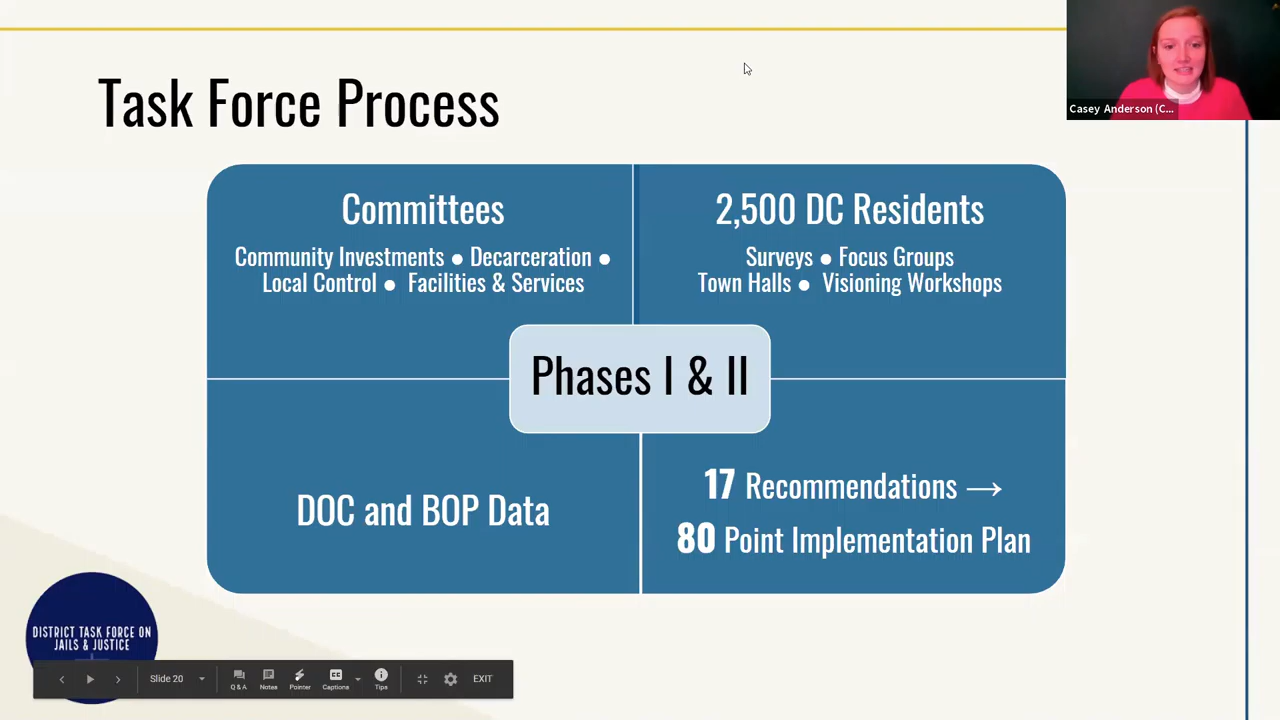 Task Force Process
Casey Anderson (C...
Committees
Community Investments ● Decarceration ●
Local Control ● Facilities & Services
2,500 DC Residents
Surveys ● Focus Groups
Town Halls ● Visioning Workshops
Phases I & II
DOC and BOP Data
17 Recommendations →
80 Point Implementation Plan
DISTRICT TASK FORCE ON
JAILS & JUSTICE
Slide 20
Q & A
Notes
Pointer
CC
Captions
Tips
EXIT